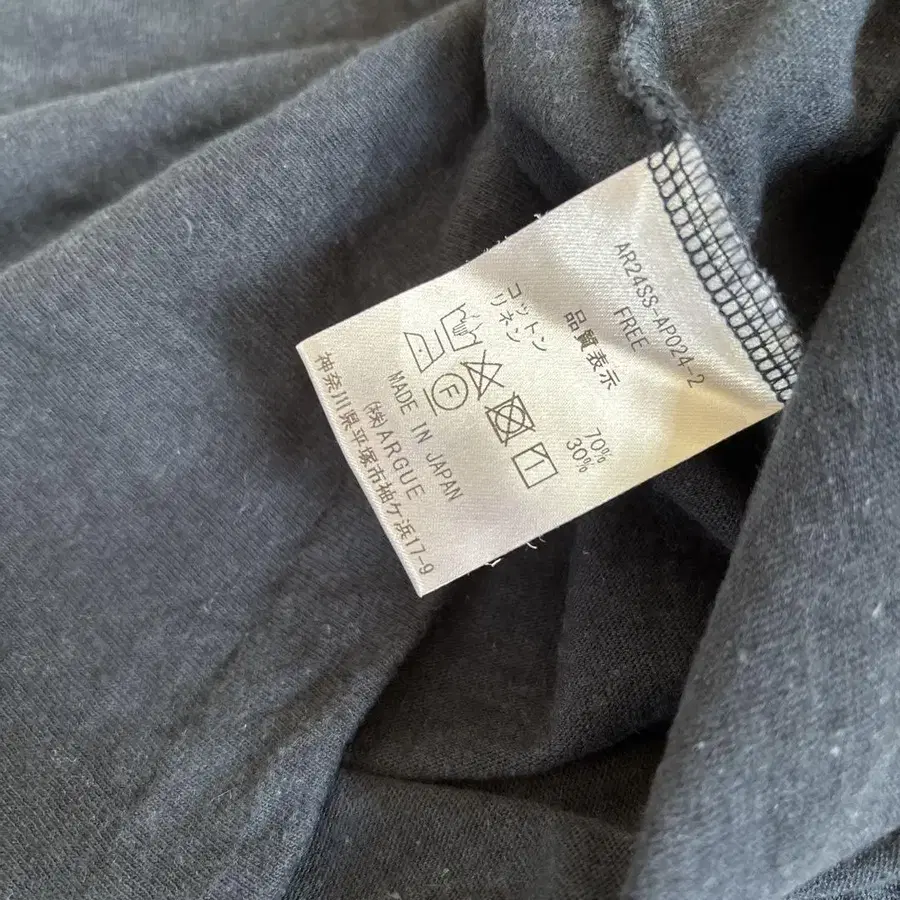 AR24SS-AP024-2
FREE
品質表示
コットン 70%
リネン 30%
F
MADE IN JAPAN
(株)ARGUE
神奈川県平塚市袖ケ浜17-9